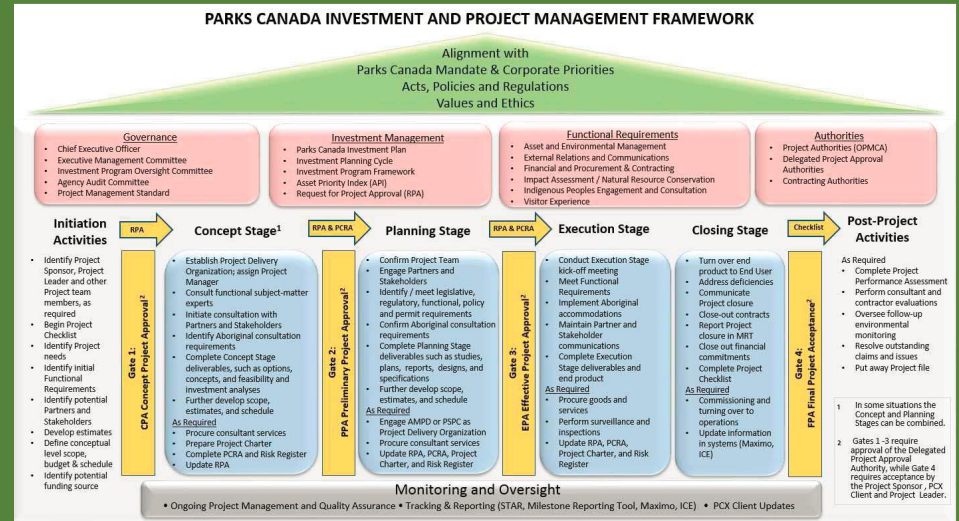 PARKS CANADA INVESTMENT AND PROJECT MANAGEMENT FRAMEWORK
Alignment with
Parks Canada Mandate & Corporate Priorities
Acts, Policies and Regulations
Values and Ethics
Governance
• Chief Executive Officer
• Executive Management Committee
• Investment Program Oversight Committee
• Agency Audit Committee
• Project Management Standard
Investment Management
• Parks Canada Investment Plan
• Investment Planning Cycle
• Investment Program Framework
• Asset Priority Index (API)
• Request for Project Approval (RPA)
Functional Requirements
• Asset and Environmental Management
• External Relations and Communications
• Financial and Procurement & Contracting
• Impact Assessment / Natural Resource Conservation
• Indigenous Peoples Engagement and Consultation
• Visitor Experience
Authorities
• Project Authorities (OPMCA)
• Delegated Project Approval
Authorities
• Contracting Authorities
Initiation
Activities
• Identify Project
Sponsor, Project
Leader and other
Project team
members, as
required
• Begin Project
Checklist
• Identify Project
needs
• Identify initial
Functional
Requirements
• Identify potential
Partners and
Stakeholders
• Develop estimates
• Define conceptual
level scope,
budget & schedule
• Identify potential
funding source
RPA
Gate 1:
CPA Concept Project Approval²
Concept Stage¹
• Establish Project Delivery
Organization; assign Project
Manager
• Consult functional subject-matter
experts
• Initiate consultation with
Partners and Stakeholders
• Identify Aboriginal consultation
requirements
• Complete Concept Stage
deliverables, such as options,
concepts, and feasibility and
investment analyses
• Further develop scope,
estimates, and schedule
As Required
• Procure consultant services
• Prepare Project Charter
• Complete PCRA and Risk Register
• Update RPA
RPA & PCRA
Gate 2:
PPA Preliminary Project Approval²
Planning Stage
• Confirm Project Team
• Engage Partners and
Stakeholders
• Identify / meet legislative,
regulatory, functional, policy
and permit requirements
• Confirm Aboriginal consultation
requirements
• Complete Planning Stage
deliverables such as studies,
plans, reports, designs, and
specifications
• Further develop scope,
estimates, and schedule
As Required
• Engage AMPD or PSPC as
Project Delivery Organization
• Procure consultant services
• Update RPA, PCRA, Project
Charter, and Risk Register
RPA & PCRA
Gate 3:
EPA Effective Project Approval²
Execution Stage
• Conduct Execution Stage
kick-off meeting
• Meet Functional
Requirements
• Implement Aboriginal
accommodations
• Maintain Partner and
Stakeholder
communications
• Complete Execution
Stage deliverables and
end product
As Required
• Procure goods and
services
• Perform surveillance and
inspections
• Update RPA, PCRA,
Project Charter, and Risk
Register
Closing Stage
• Turn over end
product to End User
• Address deficiencies
• Communicate
Project closure
• Close-out contracts
• Report Project
closure in MRT
• Close out financial
commitments
• Complete Project
Checklist
As Required
• Commissioning and
turning over to
operations
• Update information
in systems (Maximo,
ICE)
Checklist
Gate 4:
FPA Final Project Acceptance²
Post-Project
Activities
As Required
• Complete Project
Performance Assessment
• Perform consultant and
contractor evaluations
• Oversee follow-up
environmental
monitoring
• Resolve outstanding
claims and issues
• Put away Project file
1 In some situations the
Concept and Planning
Stages can be combined.
2 Gates 1 -3 require
approval of the Delegated
Project Approval
Authority, while Gate 4
requires acceptance by
the Project Sponsor , PCX
Client and Project Leader.
Monitoring and Oversight
• Ongoing Project Management and Quality Assurance • Tracking & Reporting (STAR, Milestone Reporting Tool, Maximo, ICE) • PCX Client Updates